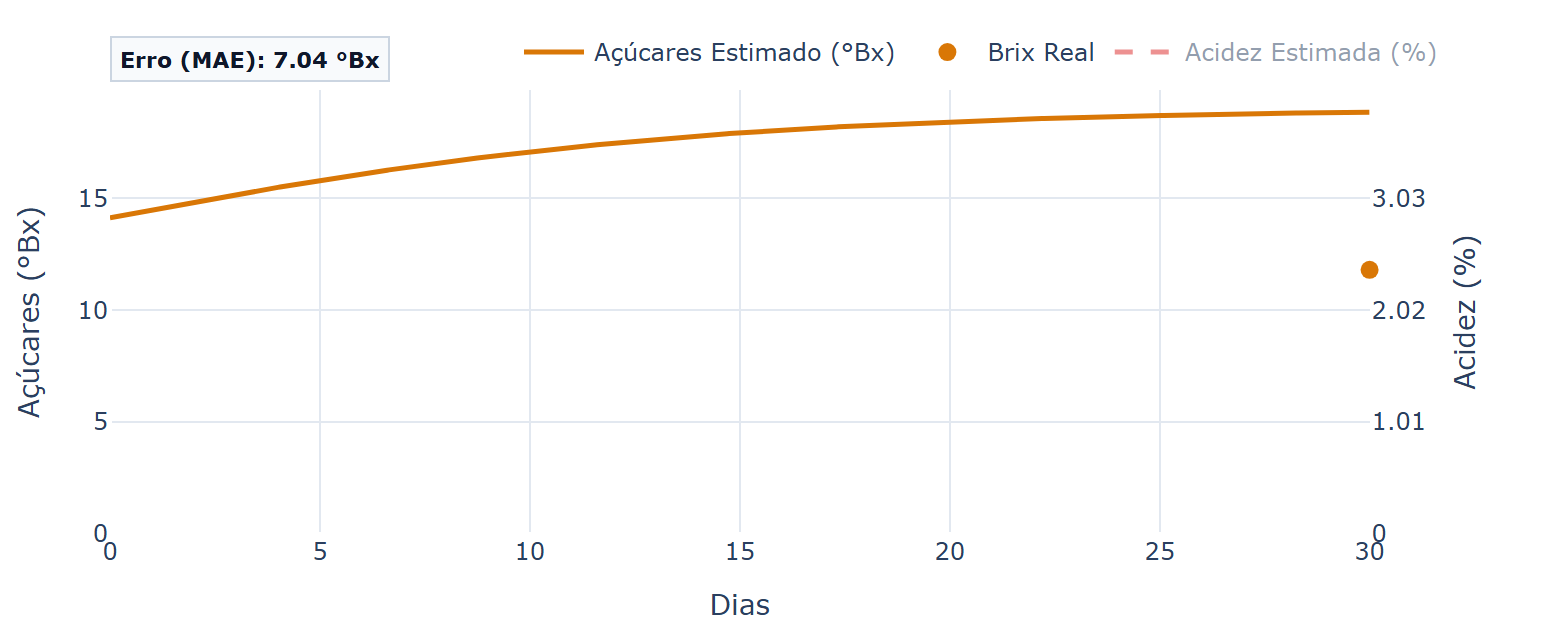 Erro (MAE): 7.04 ºBx
Açúcares Estimado (°Bx)
Brix Real
Acidez Estimada (%)
Açúcares (°Bx)
15
10
5
0
3.03
2.02
1.01
0
Acidez (%)
0
5
10
15
20
25
30
Dias